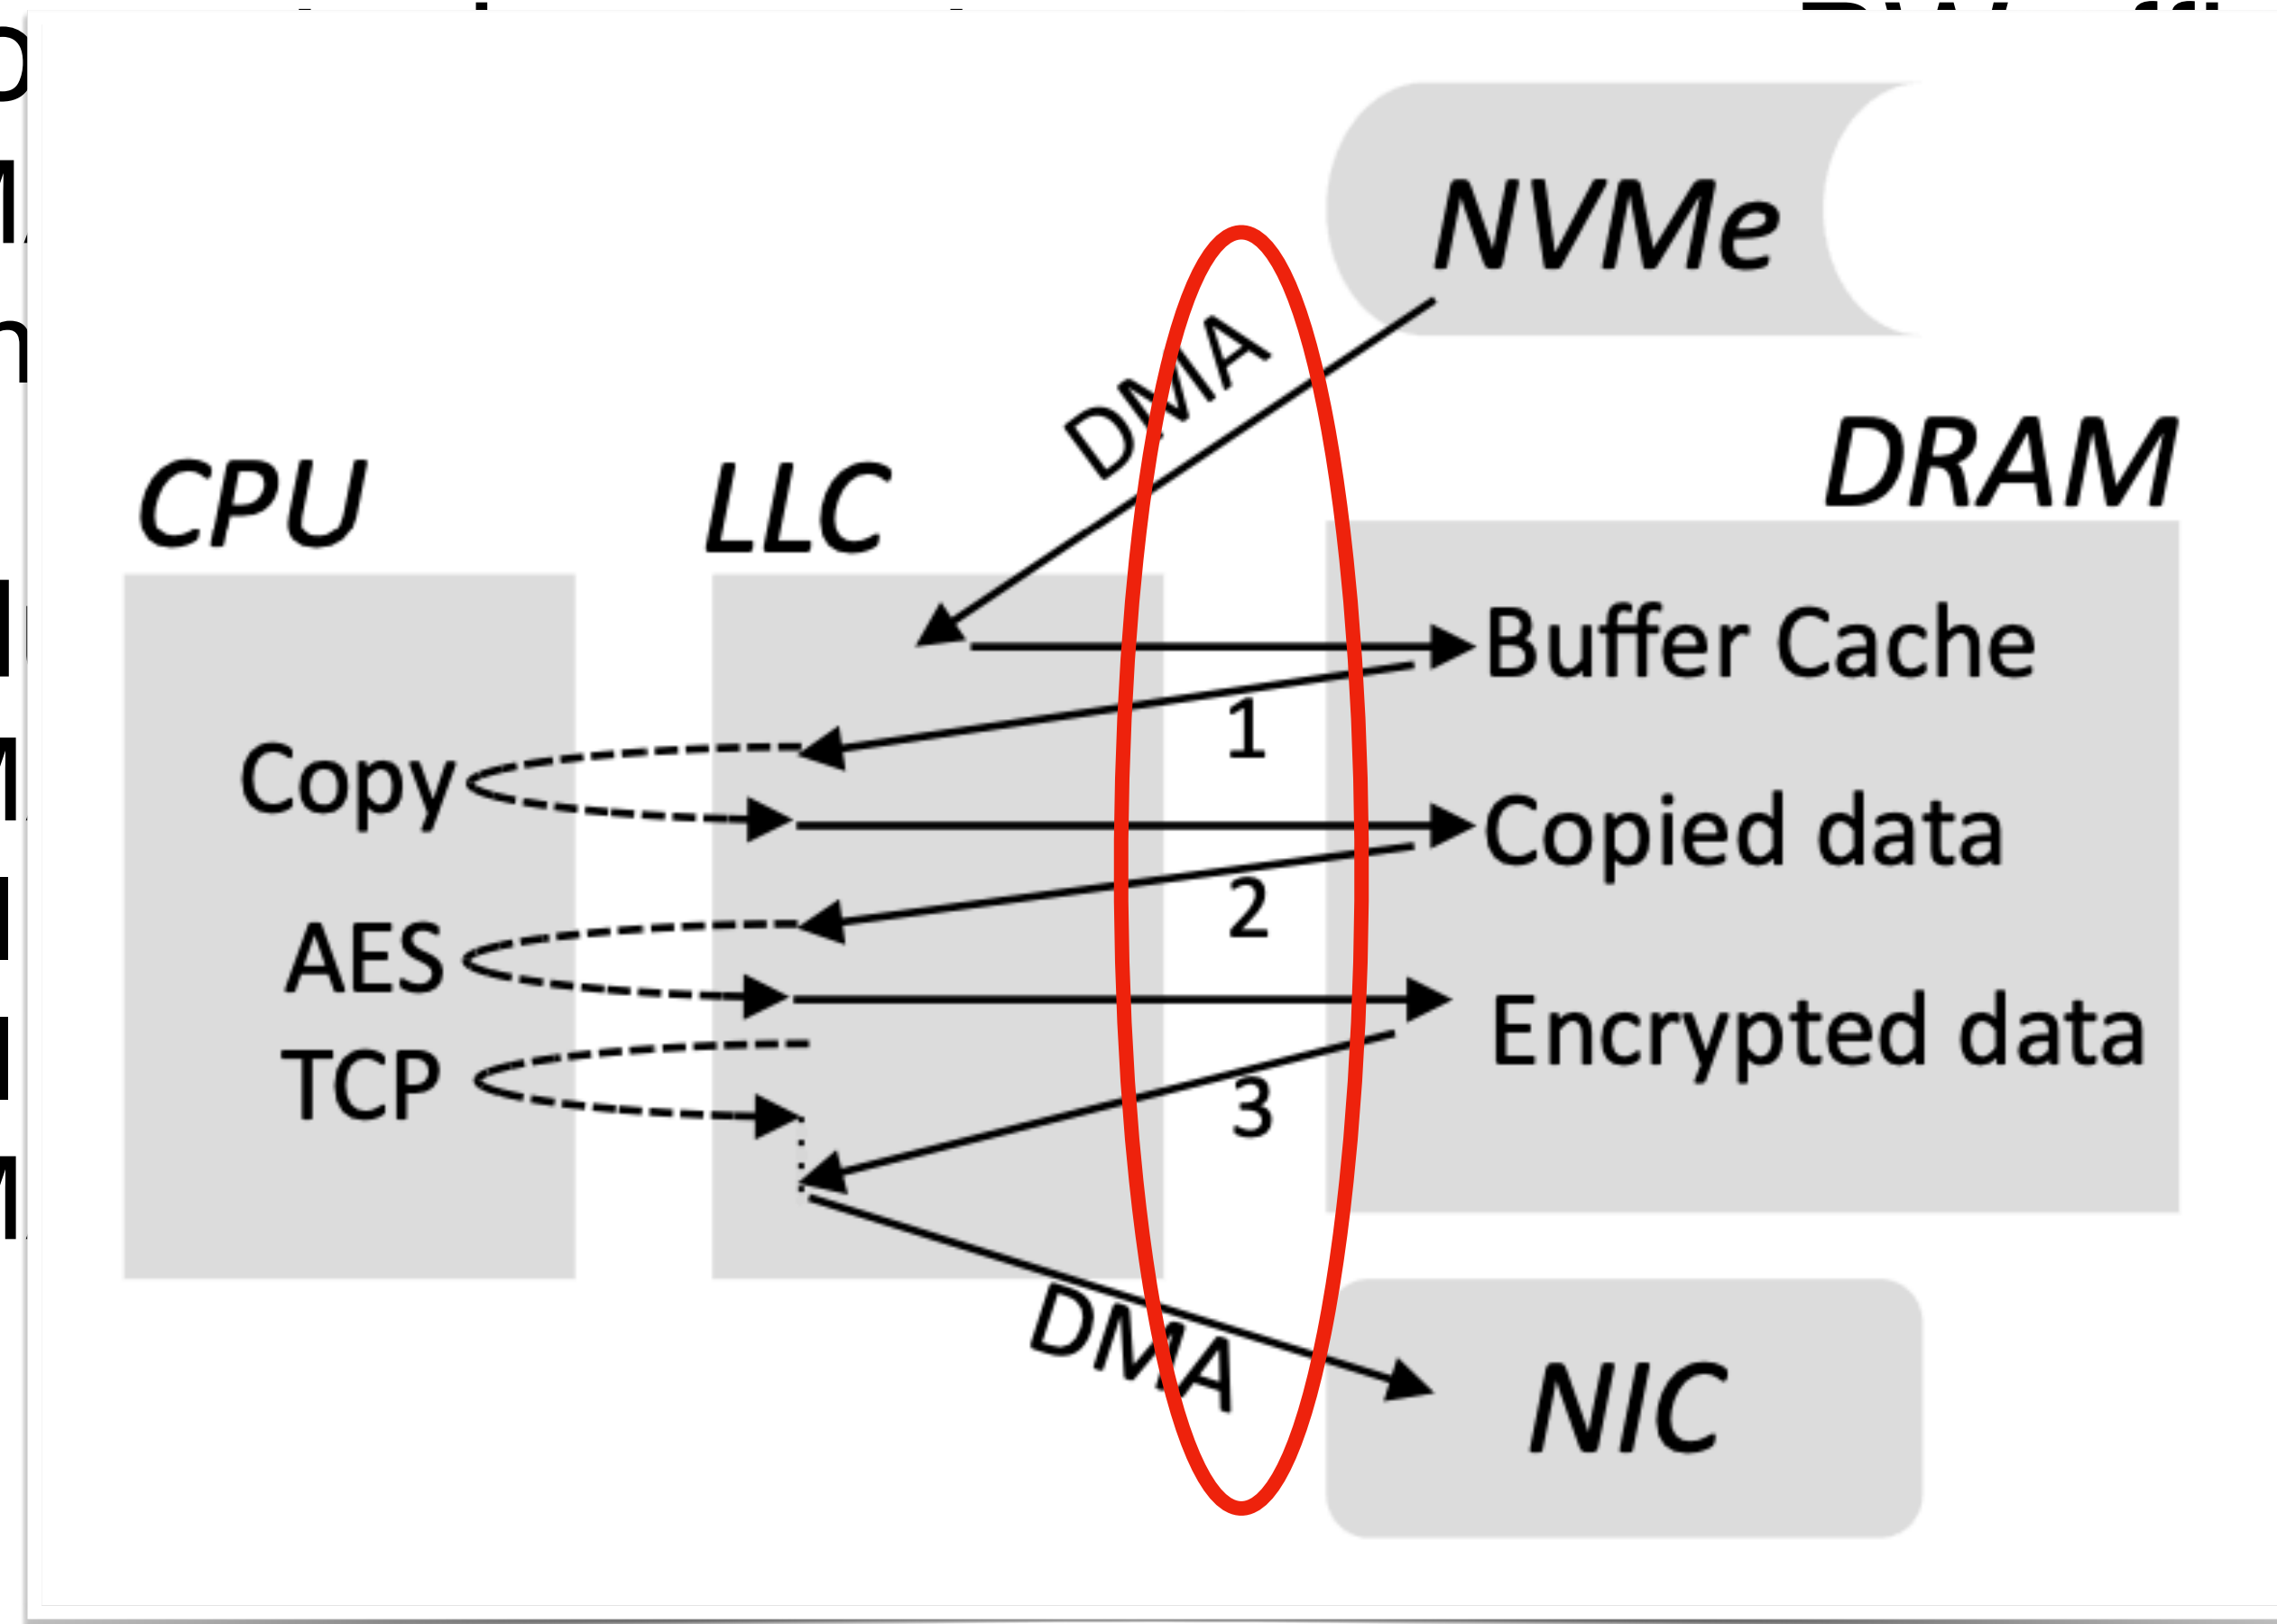 NVMe
DMA
DRAM
CPU
LLC
Buffer Cache
1
Copy
Copied data
2
AES
Encrypted data
TCP
3
DMA
NIC